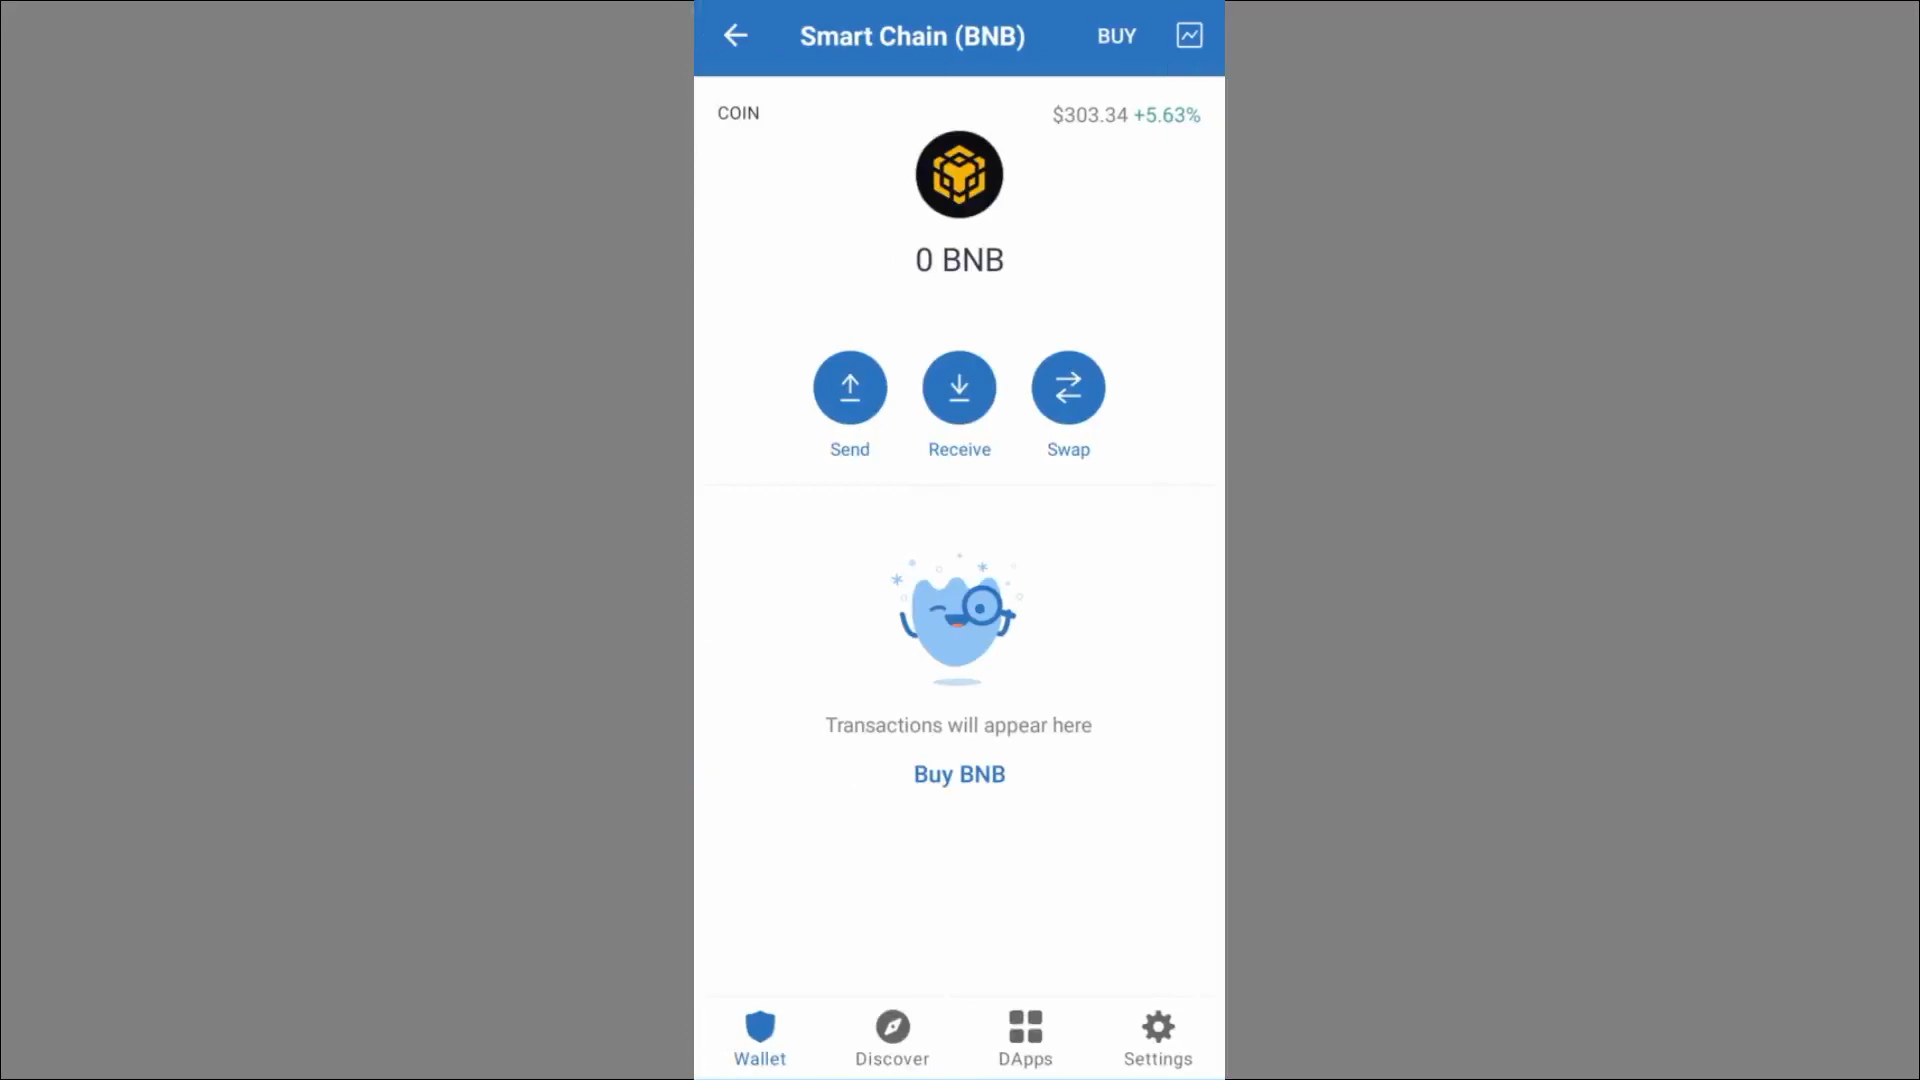 Smart Chain (BNB)
BUY
COIN
$303.34 +5.63%
0 BNB
Send
Receive
Swap
Transactions will appear here
Buy BNB
Wallet
Discover
DApps
Settings